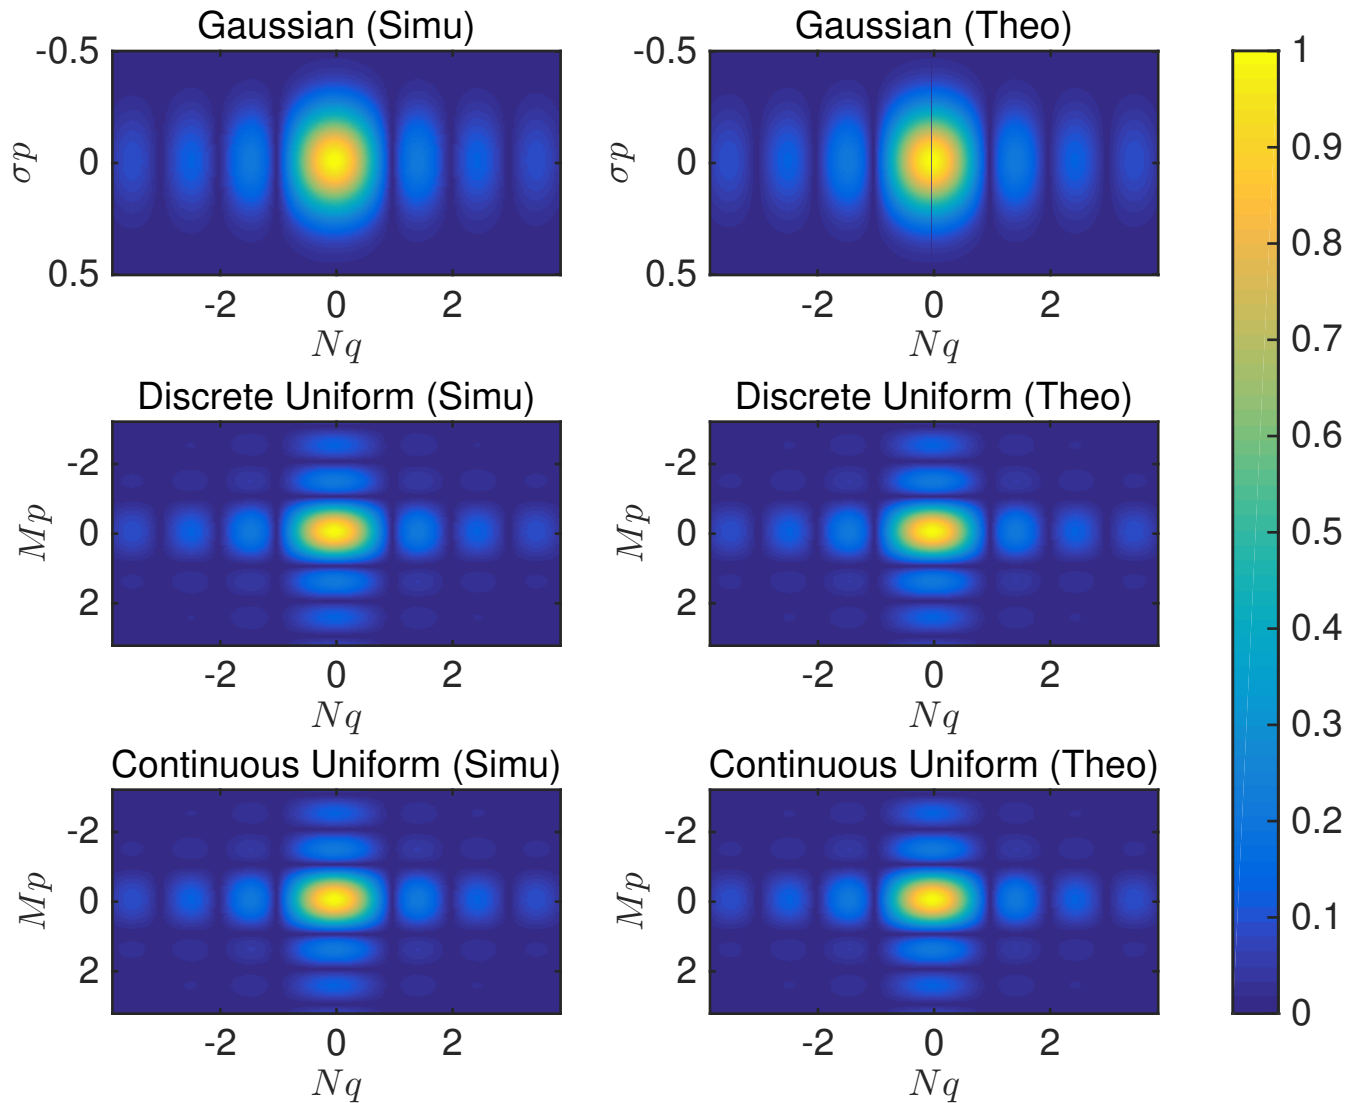 Gaussian (Simu)
-0.5
0
0.5
σp
-2 0 2
Nq
Gaussian (Theo)
-0.5
0
0.5
σp
-2 0 2
Nq
Discrete Uniform (Simu)
-2
0
2
Mp
-2 0 2
Nq
Discrete Uniform (Theo)
-2
0
2
Mp
-2 0 2
Nq
Continuous Uniform (Simu)
-2
0
2
Mp
-2 0 2
Nq
Continuous Uniform (Theo)
-2
0
2
Mp
-2 0 2
Nq
1
0.9
0.8
0.7
0.6
0.5
0.4
0.3
0.2
0.1
0